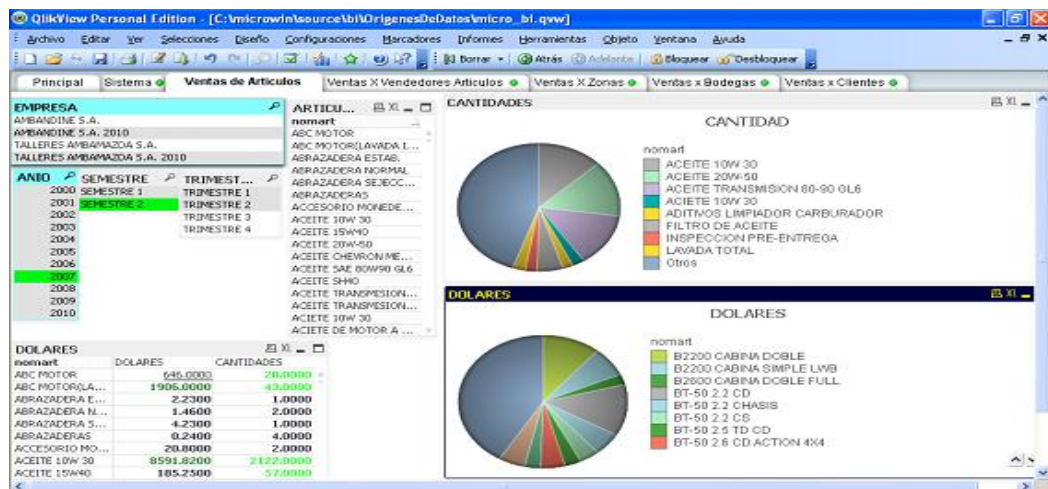 QlikView Personal Edition - [C:\microwin\source\bi\OrigenesDeDatos\micro_bi.qvw]
Archivo Editar Ver Selecciones Diseño Configuraciones Marcadores Informes Herramientas Objeto Ventana Ayuda
Borrar Atrás Adelante Bloquear Desbloquear
Principal Sistema Ventas de Articulos Ventas X Vendedores Articulos Ventas X Zonas Ventas x Bodegas Ventas x Clientes
EMPRESA
AMBANDINE S.A.
AMBANDINE S.A. 2010
TALLERES AMBAMAZDA S.A.
TALLERES AMBAMAZDA S.A. 2010
ANIO
2000
2001
2002
2003
2004
2005
2006
2007
2008
2009
2010
SEMESTRE
SEMESTRE 1
SEMESTRE 2
TRIMEST...
TRIMESTRE 1
TRIMESTRE 2
TRIMESTRE 3
TRIMESTRE 4
ARTICU... XL
nomart
ABC MOTOR
ABC MOTOR(LAVADA I...
ABRAZADERA ESTAB.
ABRAZADERA NORMAL
ABRAZADERA SEJECC...
ABRAZADERAS
ACCESORIO MONEDE...
ACEITE 10W 30
ACEITE 15W40
ACEITE 20W-50
ACEITE CHEVRON ME...
ACEITE SAE 80W90 GL6
ACEITE SH40
ACEITE TRANSMISION...
ACEITE TRANSMESION...
ACIETE 10W 30
ACIETE DE MOTOR A ...
CANTIDADES XL
CANTIDAD
nomart
ACEITE 10W 30
ACEITE 20W-50
ACEITE TRANSMISION 80-90 GL6
ACIETE 10W 30
ADITIVOS LIMPIADOR CARBURADOR
FILTRO DE ACEITE
INSPECCION PRE-ENTREGA
LAVADA TOTAL
Otros
DOLARES XL
DOLARES
nomart
B2200 CABINA DOBLE
B2200 CABINA SIMPLE LWB
B2600 CABINA DOBLE FULL
BT-50 2.2 CD
BT-50 2.2 CHASIS
BT-50 2.2 CS
BT-50 2.5 TD CD
BT-50 2.6 CD ACTION 4X4
DOLARES XL
nomart DOLARES CANTIDADES
ABC MOTOR 646.0000 20.0000
ABC MOTOR(LA... 1906.0000 43.0000
ABRAZADERA E... 2.2300 1.0000
ABRAZADERA N... 1.4600 2.0000
ABRAZADERA S... 4.2300 1.0000
ABRAZADERAS 0.2400 4.0000
ACCESORIO MO... 20.8000 2.0000
ACEITE 10W 30 8591.8200 2122.0000
ACEITE 15W40 185.2500 57.0000